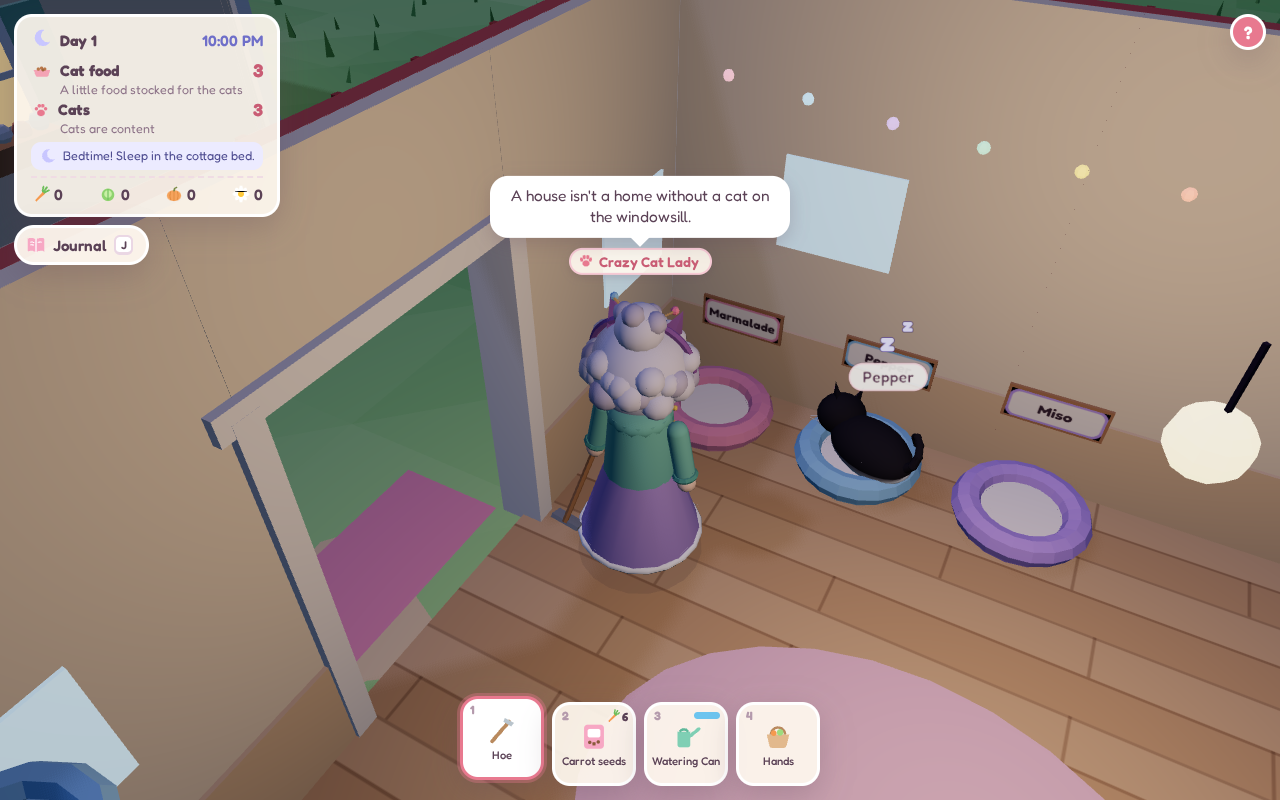 Day 1 10:00 PM
Cat food 3
A little food stocked for the cats
Cats 3
Cats are content
Bedtime! Sleep in the cottage bed.
0 0 0 0
Journal J
?
A house isn't a home without a cat on
the windowsill.
Crazy Cat Lady
Marmalade
z
z
Pepper
Miso
1
Hoe
2 6
Carrot seeds
3
Watering Can
4
Hands